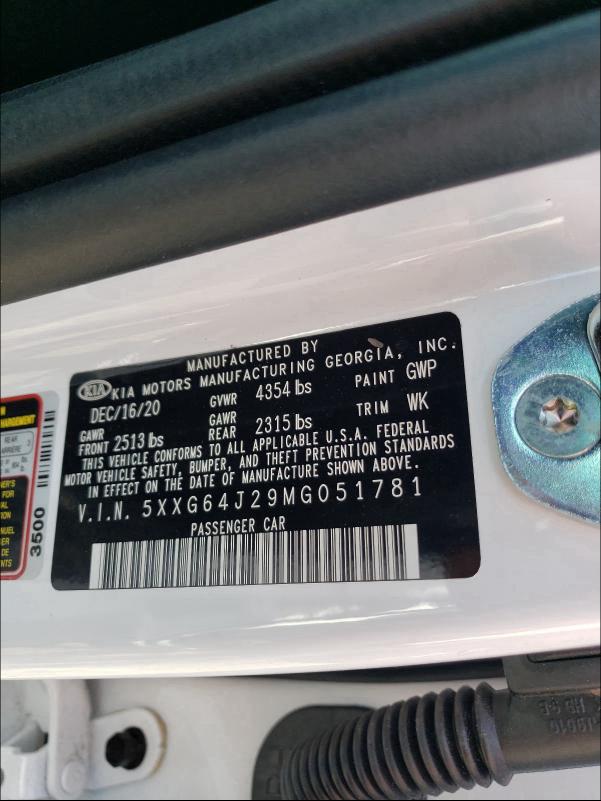 MANUFACTURED BY
KIA KIA MOTORS MANUFACTURING GEORGIA, INC.
DEC/16/20 GVWR 4354 lbs PAINT GWP
GAWR FRONT 2513 lbs GAWR REAR 2315 lbs TRIM WK
THIS VEHICLE CONFORMS TO ALL APPLICABLE U.S.A. FEDERAL
MOTOR VEHICLE SAFETY, BUMPER, AND THEFT PREVENTION STANDARDS
IN EFFECT ON THE DATE OF MANUFACTURE SHOWN ABOVE.
V.I.N. 5XXG64J29MG051781
PASSENGER CAR
REAR
3500